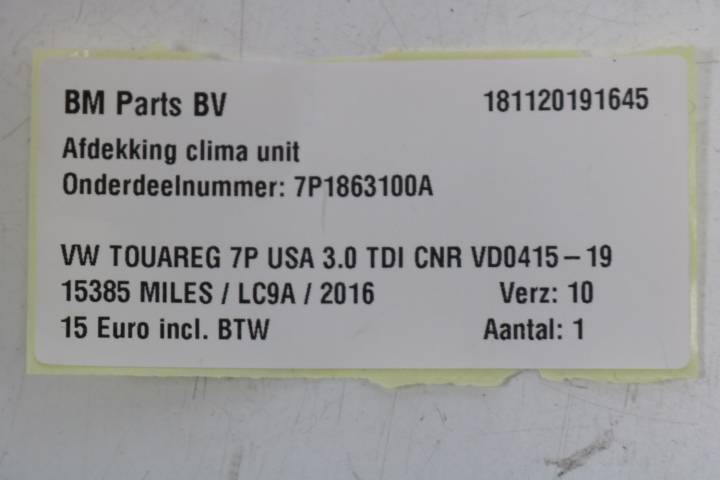 BM Parts BV 181120191645
Afdekking clima unit
Onderdeelnummer: 7P1863100A
VW TOUAREG 7P USA 3.0 TDI CNR VD0415-19
15385 MILES / LC9A / 2016 Verz: 10
15 Euro incl. BTW Aantal: 1